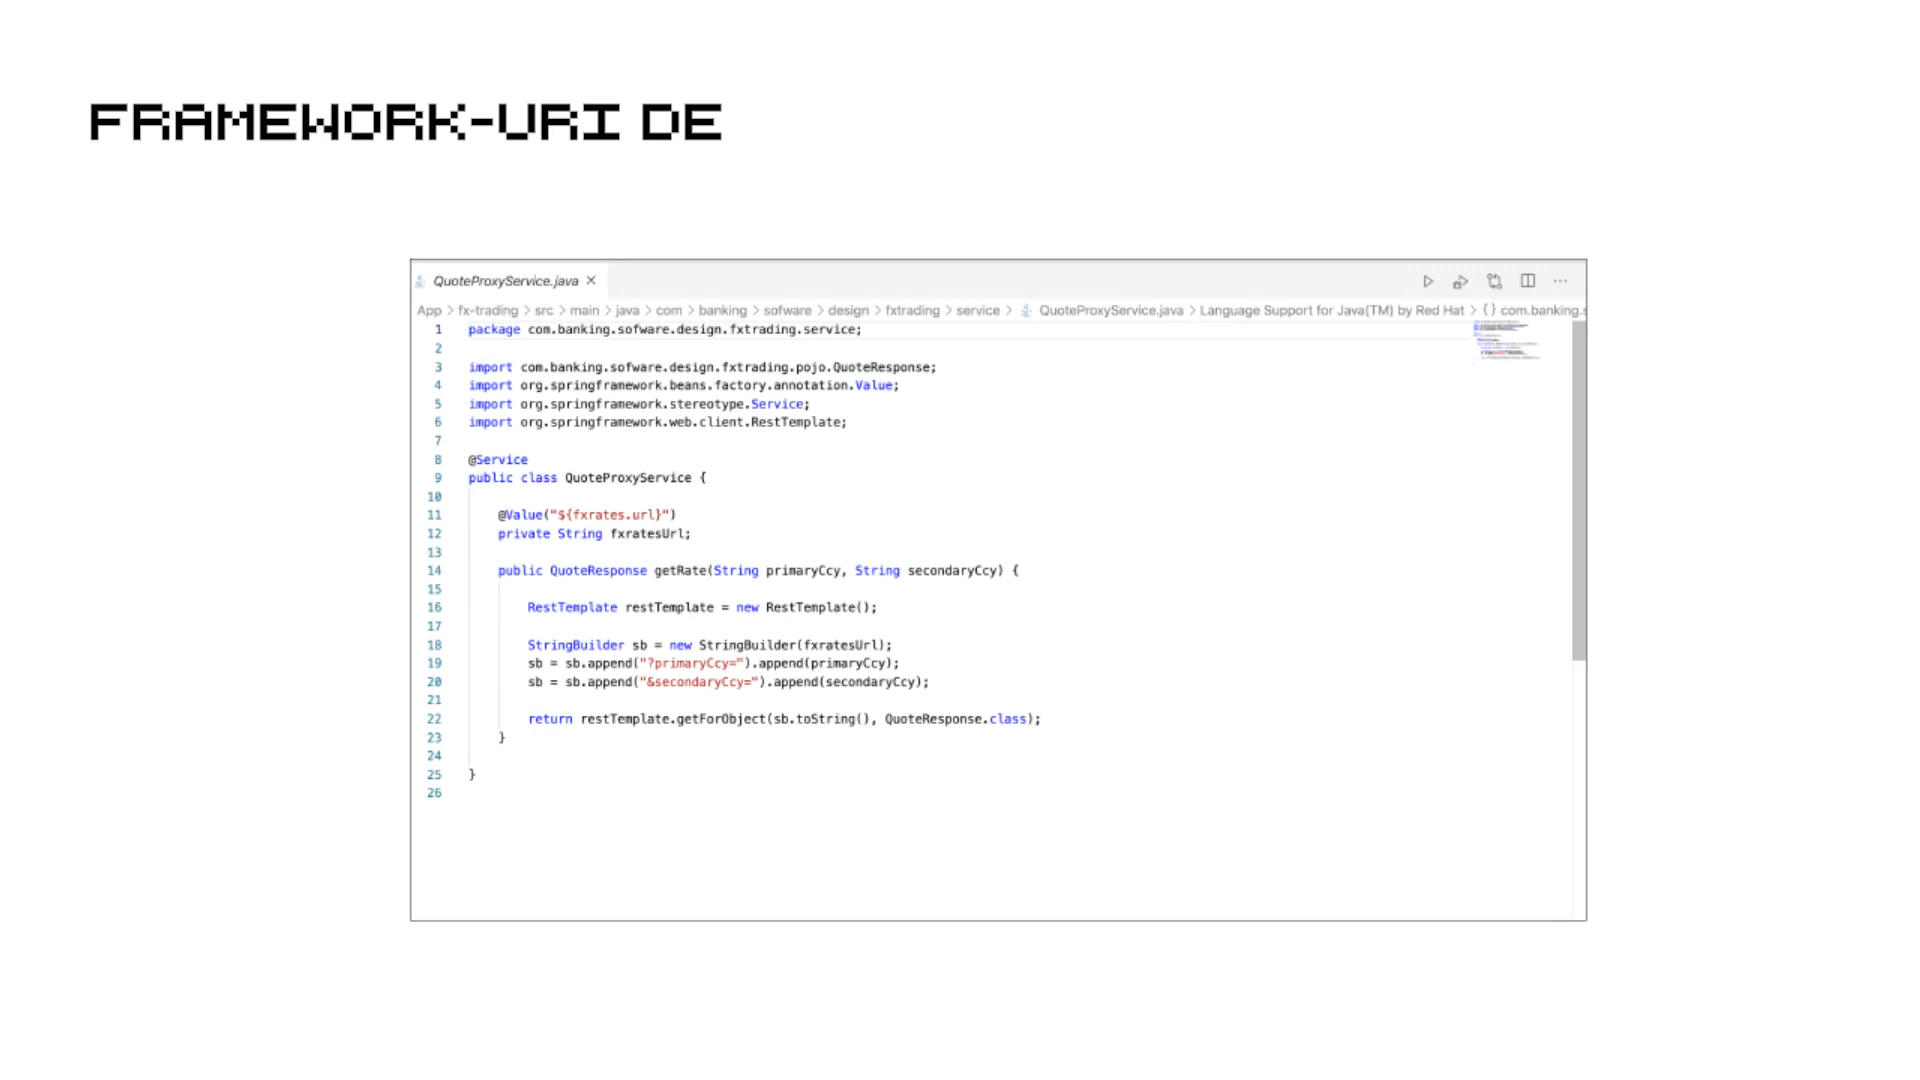 FRAMEWORK-URI DE
QuoteProxyService.java
App > fx-trading > src > main > java > com > banking > sofware > design > fxtrading > service > QuoteProxyService.java > Language Support for Java(TM) by Red Hat > {} com.banking.s
1 package com.banking.sofware.design.fxtrading.service;
2
3 import com.banking.sofware.design.fxtrading.pojo.QuoteResponse;
4 import org.springframework.beans.factory.annotation.Value;
5 import org.springframework.stereotype.Service;
6 import org.springframework.web.client.RestTemplate;
7
8 @Service
9 public class QuoteProxyService {
10
11 @Value("${fxrates.url}")
12 private String fxratesUrl;
13
14 public QuoteResponse getRate(String primaryCcy, String secondaryCcy) {
15
16 RestTemplate restTemplate = new RestTemplate();
17
18 StringBuilder sb = new StringBuilder(fxratesUrl);
19 sb = sb.append("?primaryCcy=").append(primaryCcy);
20 sb = sb.append("&secondaryCcy=").append(secondaryCcy);
21
22 return restTemplate.getForObject(sb.toString(), QuoteResponse.class);
23 }
24
25 }
26